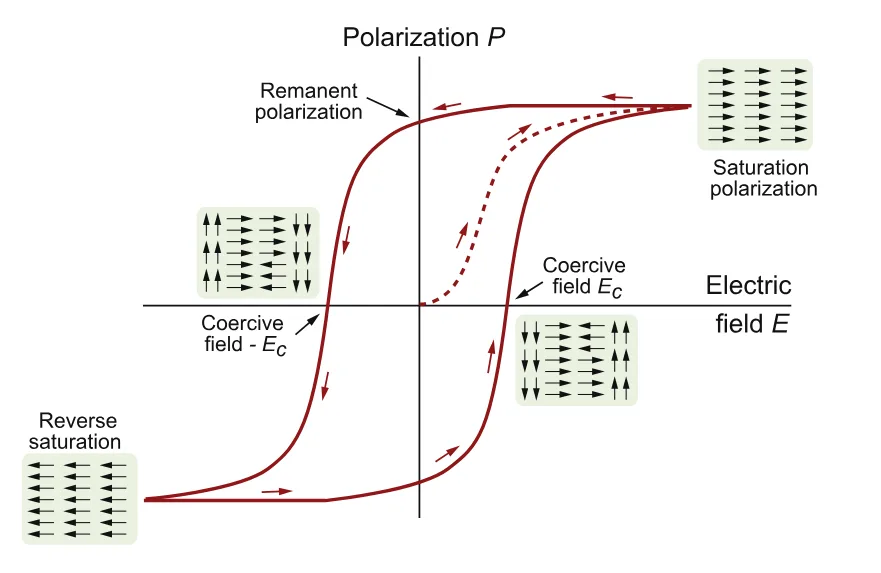 Polarization P
Remanent
polarization
Saturation
polarization
Coercive
field Ec
Electric
field E
Coercive
field - Ec
Reverse
saturation